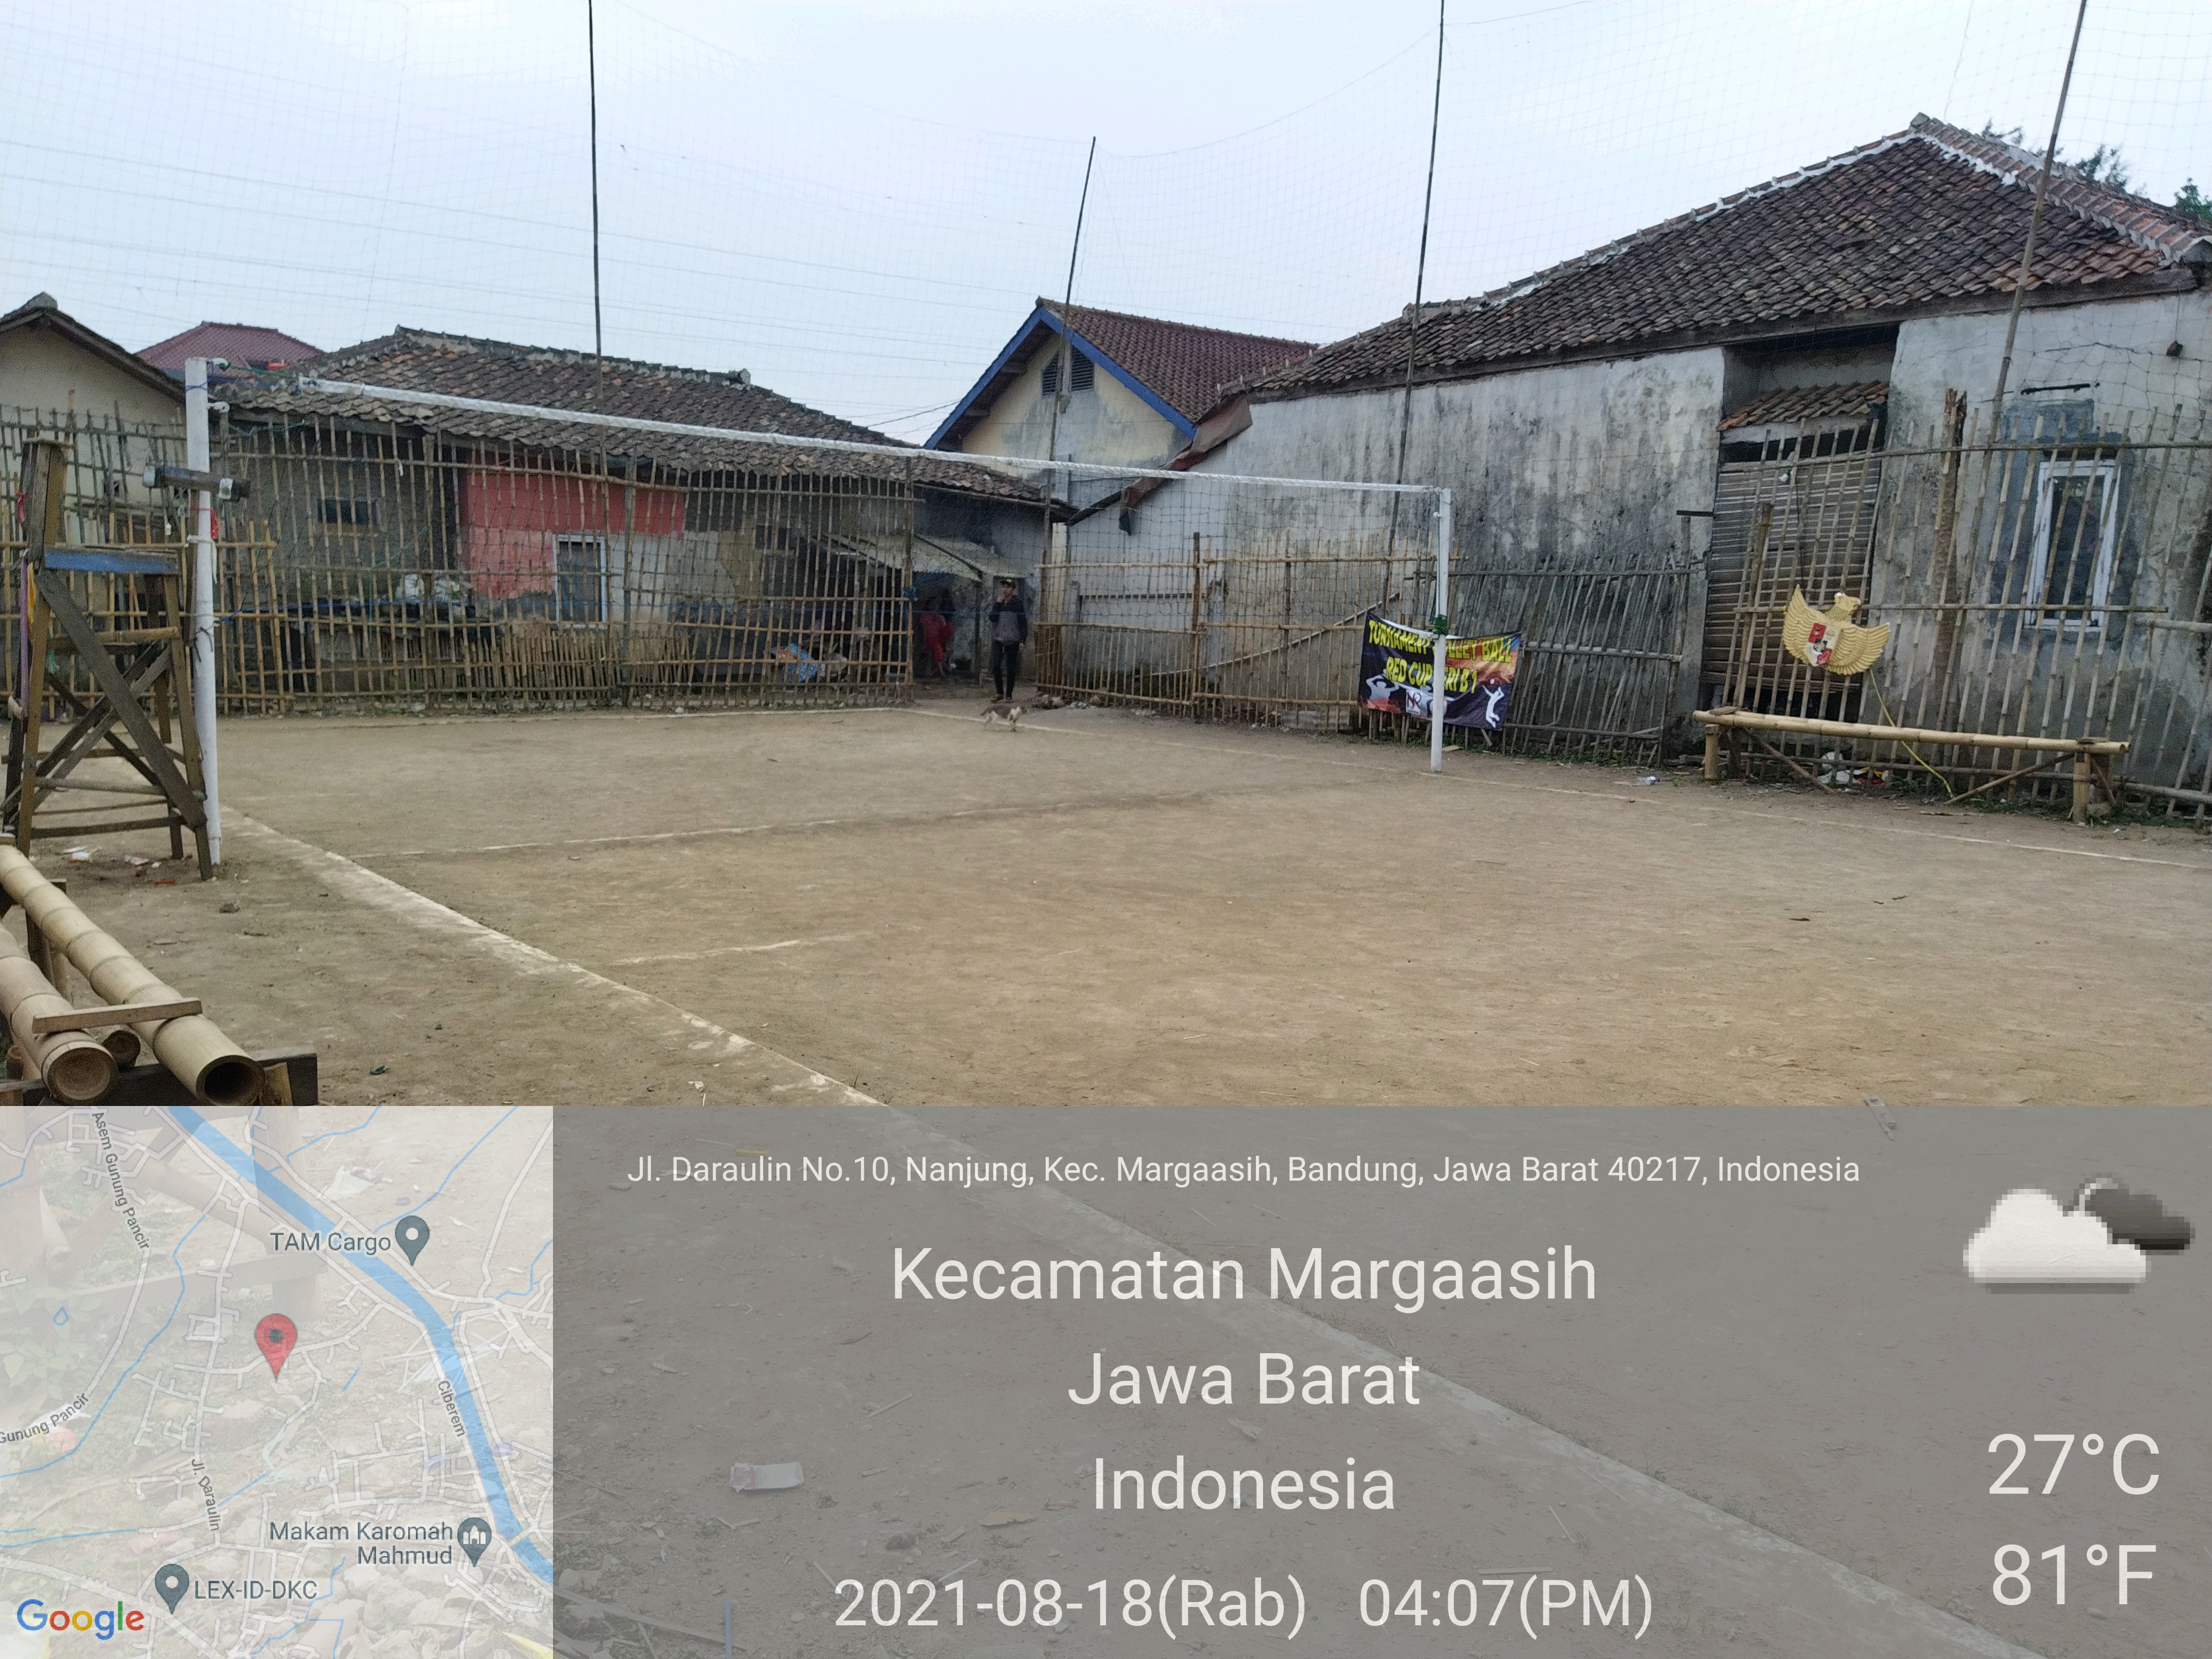 TURNAMENT VOLLEY BALL
RED CUP
Jl. Daraulin No.10, Nanjung, Kec. Margaasih, Bandung, Jawa Barat 40217, Indonesia
Kecamatan Margaasih
Jawa Barat
Indonesia
2021-08-18(Rab) 04:07(PM)
27°C
81°F
Asem Gunung Pancir
TAM Cargo
Gunung Pancir
Ciberem
Jl. Daraulin
Makam Karomah
Mahmud
LEX-ID-DKC
Google